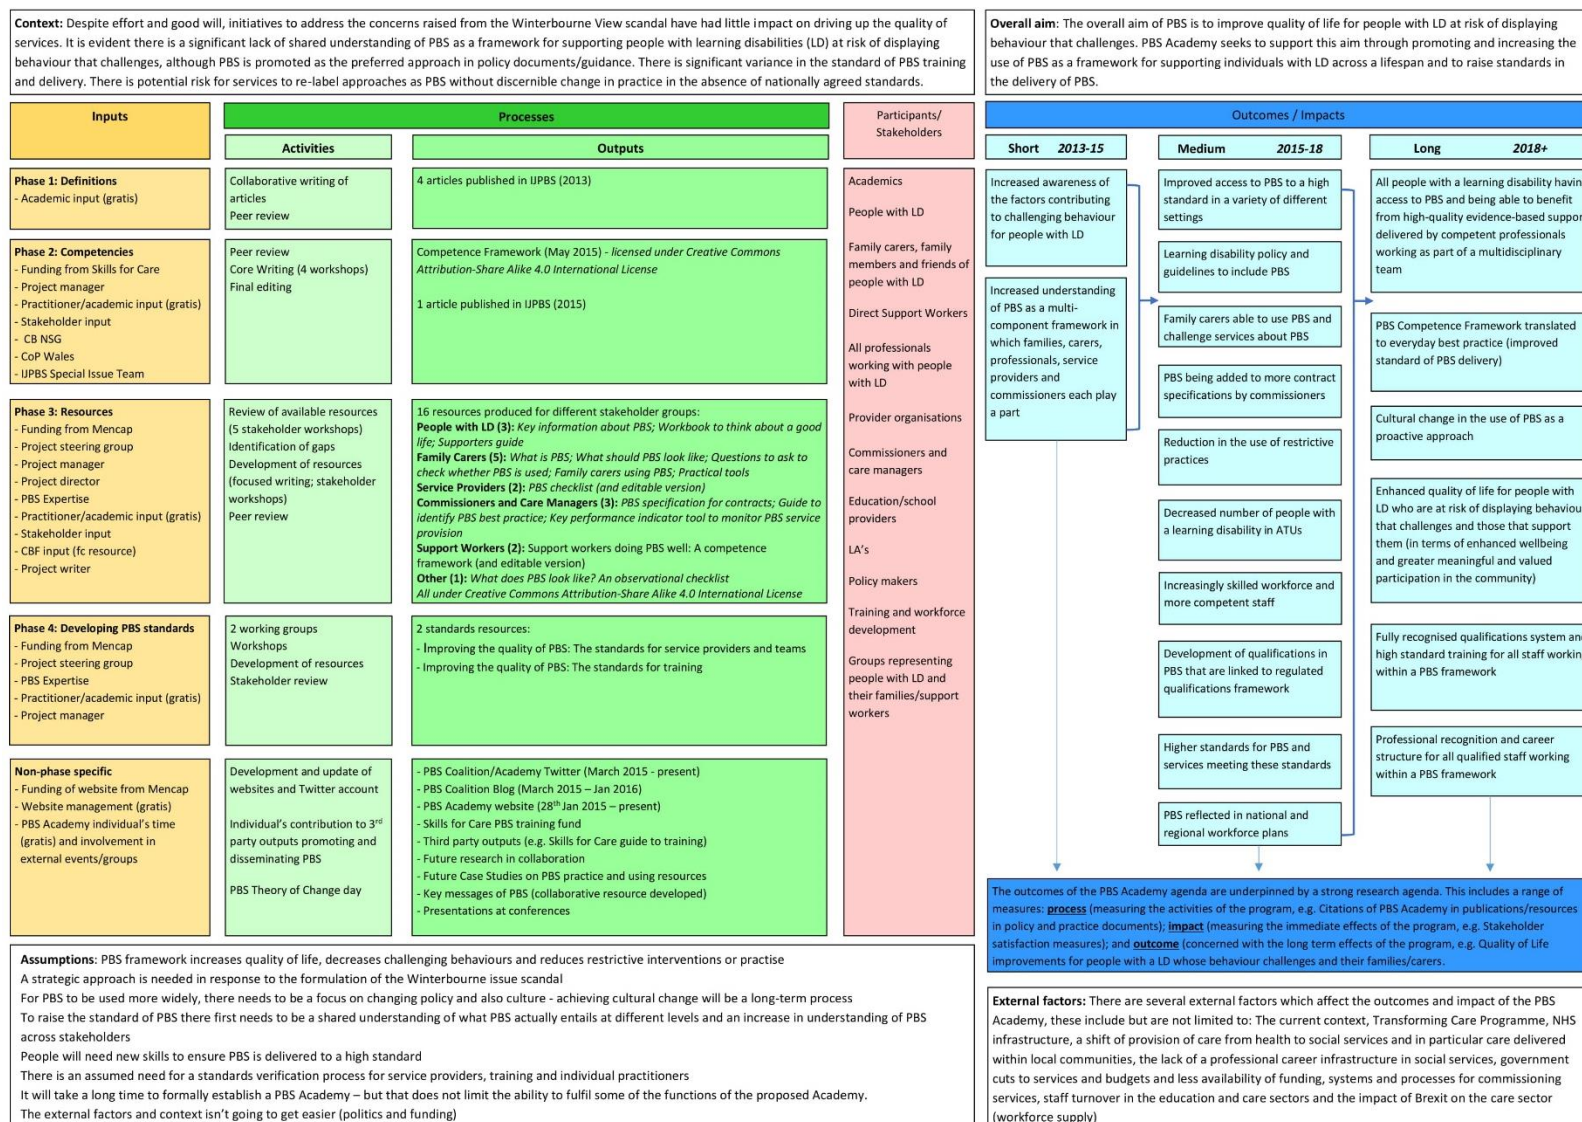 Context: Despite effort and good will, initiatives to address the concerns raised from the Winterbourne View scandal have had little impact on driving up the quality of
services. It is evident there is a significant lack of shared understanding of PBS as a framework for supporting people with learning disabilities (LD) at risk of displaying
behaviour that challenges, although PBS is promoted as the preferred approach in policy documents/guidance. There is significant variance in the standard of PBS training
and delivery. There is potential risk for services to re-label approaches as PBS without discernible change in practice in the absence of nationally agreed standards.
Overall aim: The overall aim of PBS is to improve quality of life for people with LD at risk of displaying
behaviour that challenges. PBS Academy seeks to support this aim through promoting and increasing the
use of PBS as a framework for supporting individuals with LD across a lifespan and to raise standards in
the delivery of PBS.
Inputs
Processes
Activities
Outputs
Participants/
Stakeholders
Outcomes / Impacts
Short 2013-15
Medium 2015-18
Long 2018+
Phase 1: Definitions
- Academic input (gratis)
Collaborative writing of
articles
Peer review
4 articles published in IJPBS (2013)
Phase 2: Competencies
- Funding from Skills for Care
- Project manager
- Practitioner/academic input (gratis)
- Stakeholder input
- CB NSG
- CoP Wales
- IJPBS Special Issue Team
Peer review
Core Writing (4 workshops)
Final editing
Competence Framework (May 2015) - licensed under Creative Commons
Attribution-Share Alike 4.0 International License
1 article published in IJPBS (2015)
Phase 3: Resources
- Funding from Mencap
- Project steering group
- Project manager
- Project director
- PBS Expertise
- Practitioner/academic input (gratis)
- Stakeholder input
- CBF input (fc resource)
- Project writer
Review of available resources
(5 stakeholder workshops)
Identification of gaps
Development of resources
(focused writing; stakeholder
workshops)
Peer review
16 resources produced for different stakeholder groups:
People with LD (3): Key information about PBS; Workbook to think about a good
life; Supporters guide
Family Carers (5): What is PBS; What should PBS look like; Questions to ask to
check whether PBS is used; Family carers using PBS; Practical tools
Service Providers (2): PBS checklist (and editable version)
Commissioners and Care Managers (3): PBS specification for contracts; Guide to
identify PBS best practice; Key performance indicator tool to monitor PBS service
provision
Support Workers (2): Support workers doing PBS well: A competence
framework (and editable version)
Other (1): What does PBS look like? An observational checklist
All under Creative Commons Attribution-Share Alike 4.0 International License
Phase 4: Developing PBS standards
- Funding from Mencap
- Project steering group
- PBS Expertise
- Practitioner/academic input (gratis)
- Project manager
2 working groups
Workshops
Development of resources
Stakeholder review
2 standards resources:
- Improving the quality of PBS: The standards for service providers and teams
- Improving the quality of PBS: The standards for training
Non-phase specific
- Funding of website from Mencap
- Website management (gratis)
- PBS Academy individual's time
(gratis) and involvement in
external events/groups
Development and update of
websites and Twitter account
Individual's contribution to 3rd
party outputs promoting and
disseminating PBS
PBS Theory of Change day
- PBS Coalition/Academy Twitter (March 2015 - present)
- PBS Coalition Blog (March 2015 – Jan 2016)
- PBS Academy website (28th Jan 2015 – present)
- Skills for Care PBS training fund
- Third party outputs (e.g. Skills for Care guide to training)
- Future research in collaboration
- Future Case Studies on PBS practice and using resources
- Key messages of PBS (collaborative resource developed)
- Presentations at conferences
Academics
People with LD
Family carers, family
members and friends of
people with LD
Direct Support Workers
All professionals
working with people
with LD
Provider organisations
Commissioners and
care managers
Education/school
providers
LA's
Policy makers
Training and workforce
development
Groups representing
people with LD and
their families/support
workers
Increased awareness of
the factors contributing
to challenging behaviour
for people with LD
Increased understanding
of PBS as a multi-
component framework in
which families, carers,
professionals, service
providers and
commissioners each play
a part
Improved access to PBS to a high
standard in a variety of different
settings
Learning disability policy and
guidelines to include PBS
Family carers able to use PBS and
challenge services about PBS
PBS being added to more contract
specifications by commissioners
Reduction in the use of restrictive
practices
Decreased number of people with
a learning disability in ATUs
Increasingly skilled workforce and
more competent staff
Development of qualifications in
PBS that are linked to regulated
qualifications framework
Higher standards for PBS and
services meeting these standards
PBS reflected in national and
regional workforce plans
All people with a learning disability havin
access to PBS and being able to benefit
from high-quality evidence-based suppor
delivered by competent professionals
working as part of a multidisciplinary
team
PBS Competence Framework translated
to everyday best practice (improved
standard of PBS delivery)
Cultural change in the use of PBS as a
proactive approach
Enhanced quality of life for people with
LD who are at risk of displaying behaviou
that challenges and those that support
them (in terms of enhanced wellbeing
and greater meaningful and valued
participation in the community)
Fully recognised qualifications system and
high standard training for all staff working
within a PBS framework
Professional recognition and career
structure for all qualified staff working
within a PBS framework
The outcomes of the PBS Academy agenda are underpinned by a strong research agenda. This includes a range of
measures: process (measuring the activities of the program, e.g. Citations of PBS Academy in publications/resources
in policy and practice documents); impact (measuring the immediate effects of the program, e.g. Stakeholder
satisfaction measures); and outcome (concerned with the long term effects of the program, e.g. Quality of Life
improvements for people with a LD whose behaviour challenges and their families/carers.
Assumptions: PBS framework increases quality of life, decreases challenging behaviours and reduces restrictive interventions or practise
A strategic approach is needed in response to the formulation of the Winterbourne issue scandal
For PBS to be used more widely, there needs to be a focus on changing policy and also culture - achieving cultural change will be a long-term process
To raise the standard of PBS there first needs to be a shared understanding of what PBS actually entails at different levels and an increase in understanding of PBS
across stakeholders
People will need new skills to ensure PBS is delivered to a high standard
There is an assumed need for a standards verification process for service providers, training and individual practitioners
It will take a long time to formally establish a PBS Academy – but that does not limit the ability to fulfil some of the functions of the proposed Academy.
The external factors and context isn't going to get easier (politics and funding)
External factors: There are several external factors which affect the outcomes and impact of the PBS
Academy, these include but are not limited to: The current context, Transforming Care Programme, NHS
infrastructure, a shift of provision of care from health to social services and in particular care delivered
within local communities, the lack of a professional career infrastructure in social services, government
cuts to services and budgets and less availability of funding, systems and processes for commissioning
services, staff turnover in the education and care sectors and the impact of Brexit on the care sector
(workforce supply)